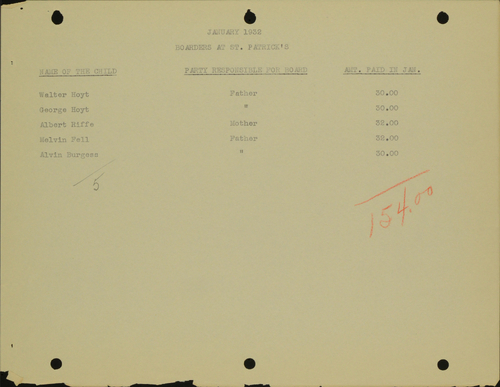 JANUARY 1932
BOARDERS AT ST. PATRICK'S
NAME OF THE CHILD PARTY RESPONSIBLE FOR BOARD AMT. PAID IN JAN.
Walter Hoyt Father 30.00
George Hoyt " 30.00
Albert Riffe Mother 32.00
Melvin Pell Father 32.00
Alvin Burgess " 30.00
5
154.00